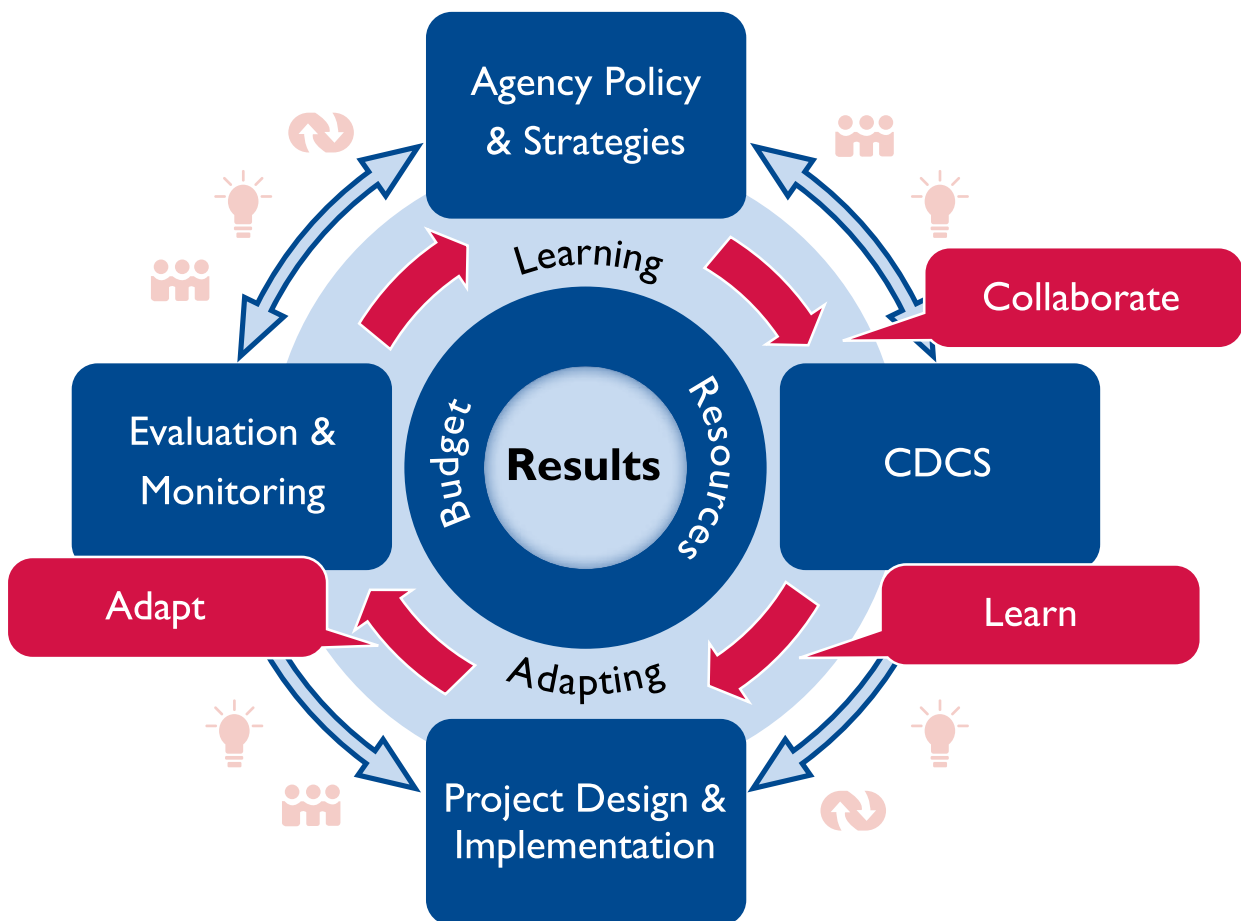 Agency Policy
& Strategies
Learning
Collaborate
Evaluation &
Monitoring
Budget
Results
Resources
CDCS
Adapt
Learn
Adapting
Project Design &
Implementation